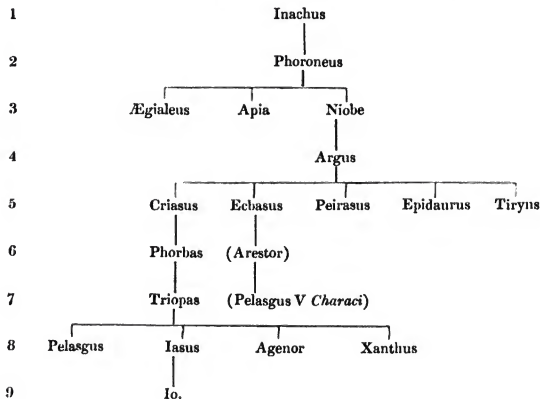 1 Inachus
2 Phoroneus
3 Ægialeus Apia Niobe
4 Argus
5 Criasus Ecbasus Peirasus Epidaurus Tiryns
6 Phorbas (Arestor)
7 Triopas (Pelasgus V Characi)
8 Pelasgus Iasus Agenor Xanthus
9 Io.